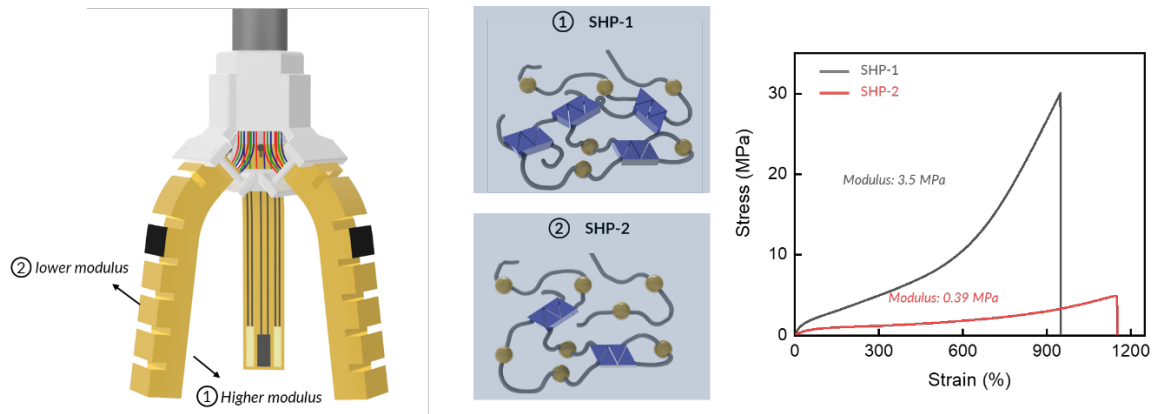 ② lower modulus
① Higher modulus
① SHP-1
② SHP-2
SHP-1
SHP-2
Modulus: 3.5 MPa
Modulus: 0.39 MPa
Stress (MPa)
30
20
10
0
0 300 600 900 1200
Strain (%)